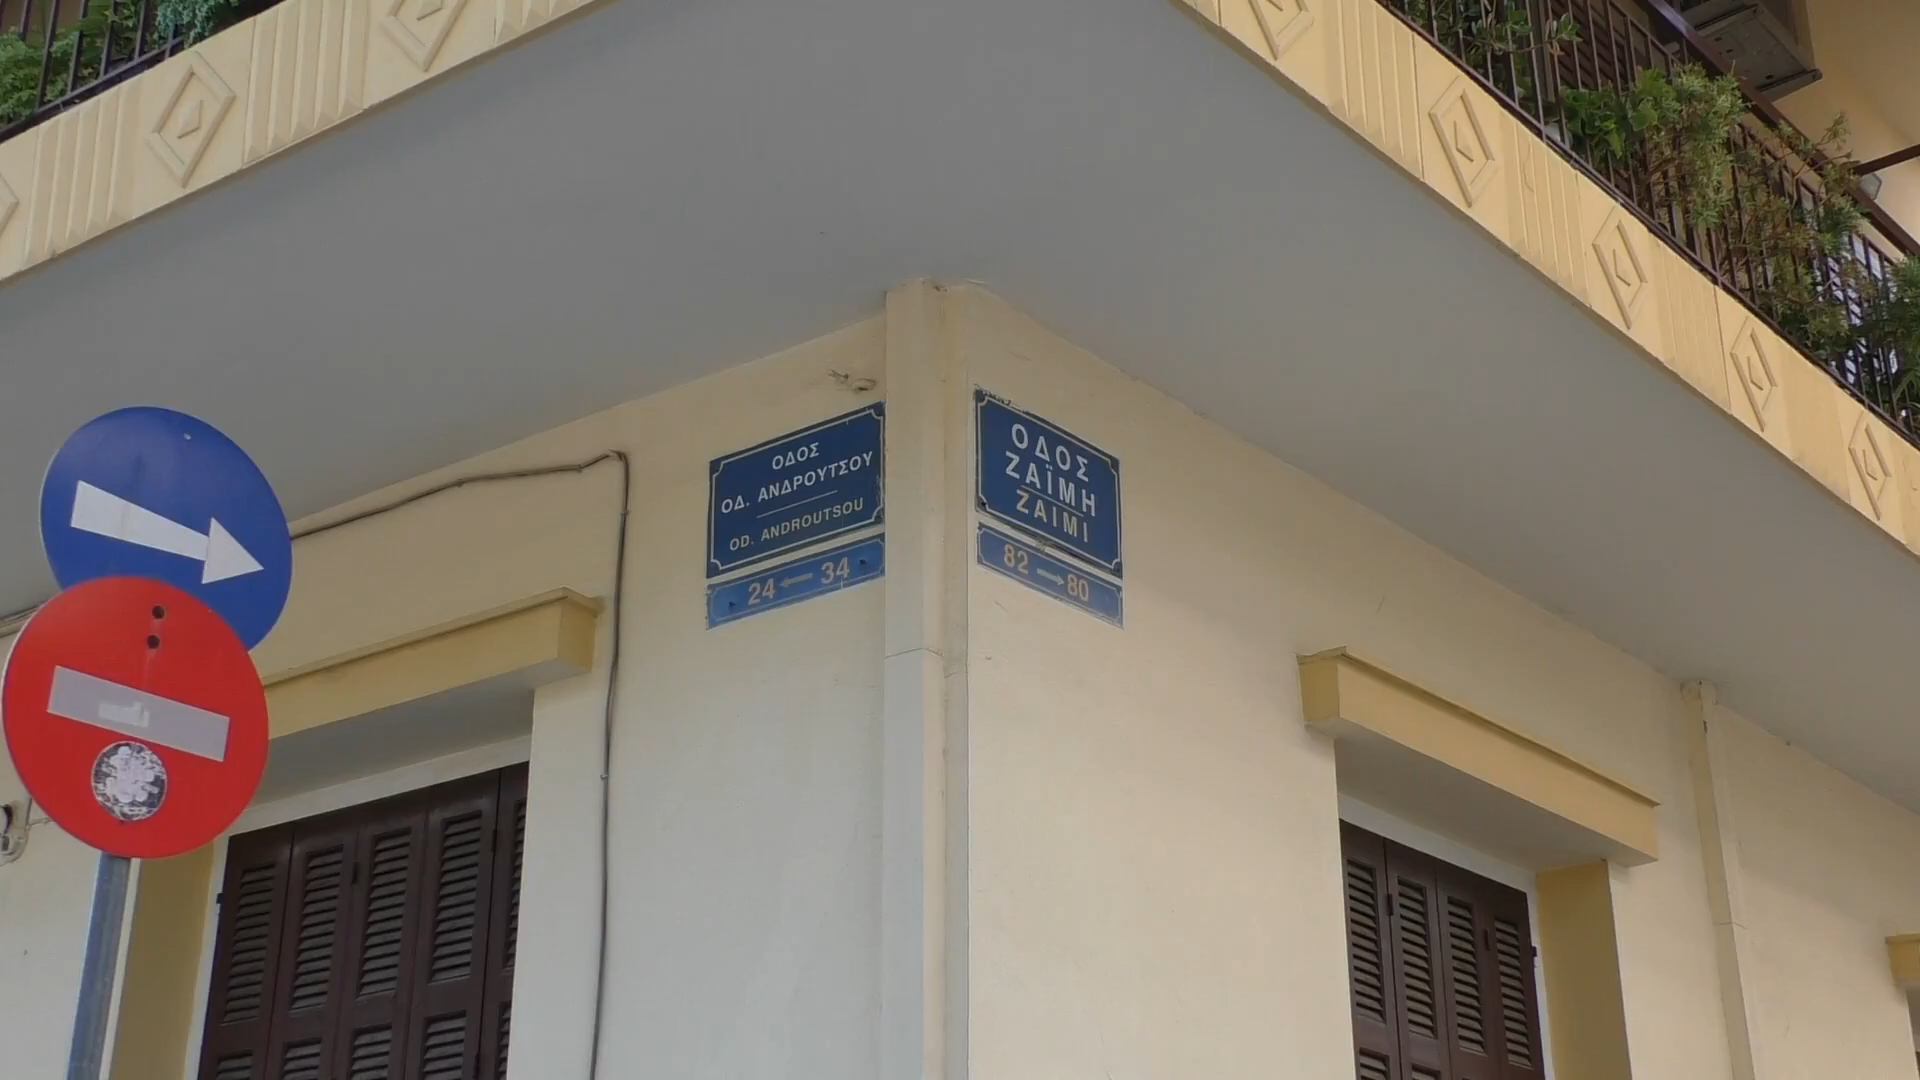 ΟΔΟΣ
ΟΔ. ΑΝΔΡΟΥΤΣΟΥ
OD. ANDROUTSOU
24 ← 34
ΟΔΟΣ
ΖΑΪΜΗ
ZAIMI
82 → 80